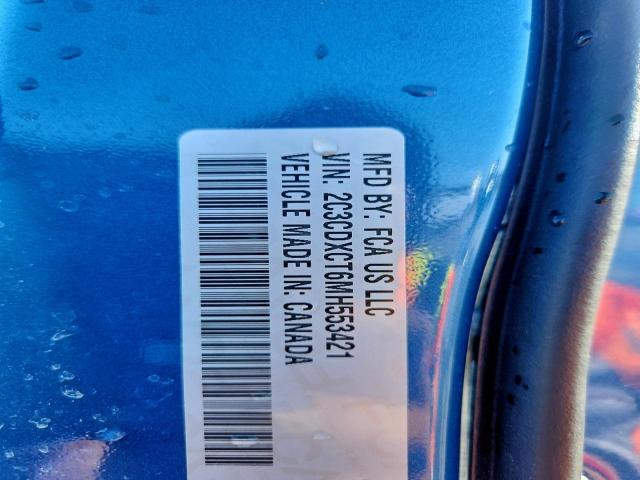 MFD BY: FCA US LLC
VIN: 2C3CDXCT6MH553421
VEHICLE MADE IN: CANADA